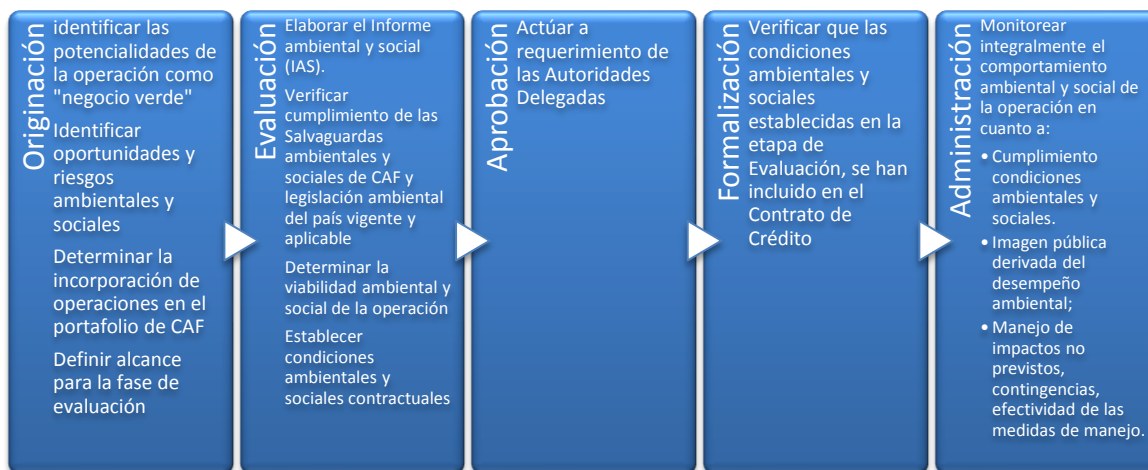 Originación
identificar las
potencialidades de
la operación como
"negocio verde"
Identificar
oportunidades y
riesgos
ambientales y
sociales
Determinar la
incorporación de
operaciones en el
portafolio de CAF
Definir alcance
para la fase de
evaluación
Evaluación
Elaborar el Informe
ambiental y social
(IAS).
Verificar
cumplimiento de las
Salvaguardas
ambientales y
sociales de CAF y
legislación ambiental
del país vigente y
aplicable
Determinar la
viabilidad ambiental y
social de la operación
Establecer
condiciones
ambientales y
sociales contractuales
Aprobación
Actúar a
requerimiento de
las Autoridades
Delegadas
Formalización
Verificar que las
condiciones
ambientales y
sociales
establecidas en la
etapa de
Evaluación, se han
incluido en el
Contrato de
Crédito
Administración
Monitorear
integralmente el
comportamiento
ambiental y social de
la operación en
cuanto a:
• Cumplimiento
condiciones
ambientales y
sociales.
• Imagen pública
derivada del
desempeño
ambiental;
• Manejo de
impactos no
previstos,
contingencias,
efectividad de las
medidas de manejo.